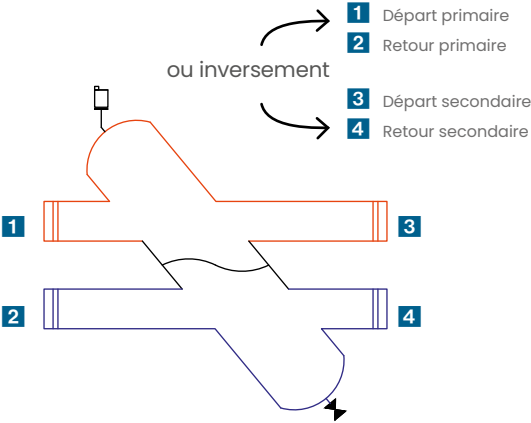 1 Départ primaire
2 Retour primaire
ou inversement
3 Départ secondaire
4 Retour secondaire
1
3
2
4